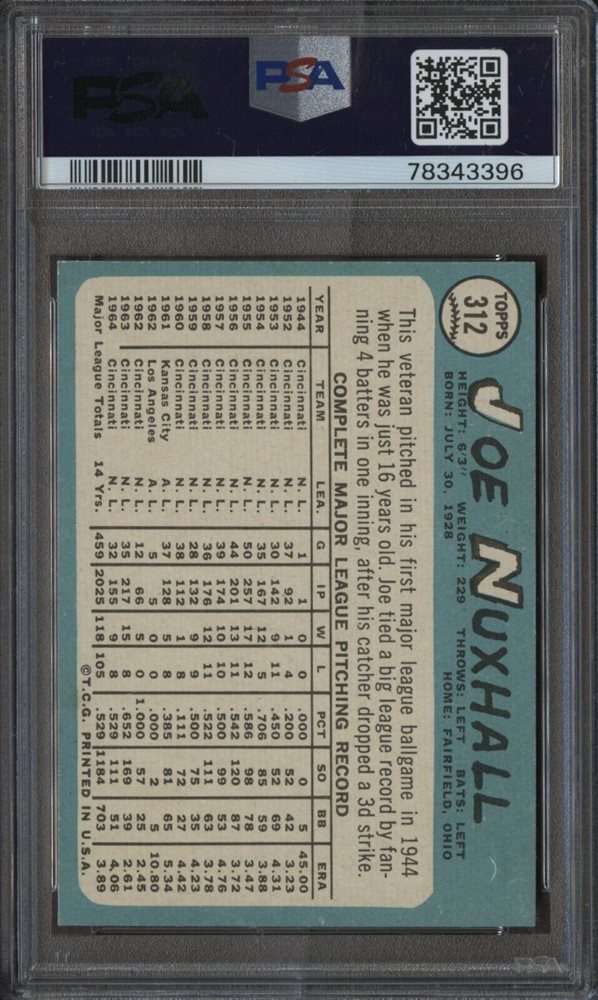 PSA
PSA
78343396
TOPPS
312
JOE NUXHALL
HEIGHT: 6'3" WEIGHT: 229 THROWS: LEFT BATS: LEFT
BORN: JULY 30, 1928 HOME: FAIRFIELD, OHIO
This veteran pitched in his first major league ballgame in 1944
when he was just 16 years old. Joe tied a big league record by fan-
ning 4 batters in one inning, after his catcher dropped a 3d strike.
COMPLETE MAJOR LEAGUE PITCHING RECORD
YEAR TEAM LEA. G IP W L PCT SO BB ERA
1944 Cincinnati N. L. 1 1 0 0 .000 0 5 45.00
1952 Cincinnati N. L. 37 92 1 4 .200 52 42 3.23
1953 Cincinnati N. L. 30 142 9 11 .450 52 69 4.31
1954 Cincinnati N. L. 35 167 12 5 .706 85 59 3.88
1955 Cincinnati N. L. 50 257 17 12 .586 98 78 3.47
1956 Cincinnati N. L. 44 201 13 11 .542 120 87 3.72
1957 Cincinnati N. L. 39 174 10 10 .500 99 53 4.76
1958 Cincinnati N. L. 36 176 12 11 .522 111 63 3.78
1959 Cincinnati N. L. 28 132 9 9 .500 75 35 4.23
1960 Cincinnati N. L. 38 112 1 8 .111 72 27 4.42
1961 Kansas City A. L. 37 128 5 8 .385 81 65 5.34
1962 Los Angeles A. L. 5 5 0 0 .000 2 5 10.80
1962 Cincinnati N. L. 12 66 5 0 1.000 57 25 2.45
1963 Cincinnati N. L. 35 217 15 8 .652 169 39 2.61
1964 Cincinnati N. L. 32 155 9 8 .529 111 51 4.06
Major League Totals 14 Yrs. 459 2025 118 105 .529 1184 703 3.89
©T.C.G. PRINTED IN U.S.A.